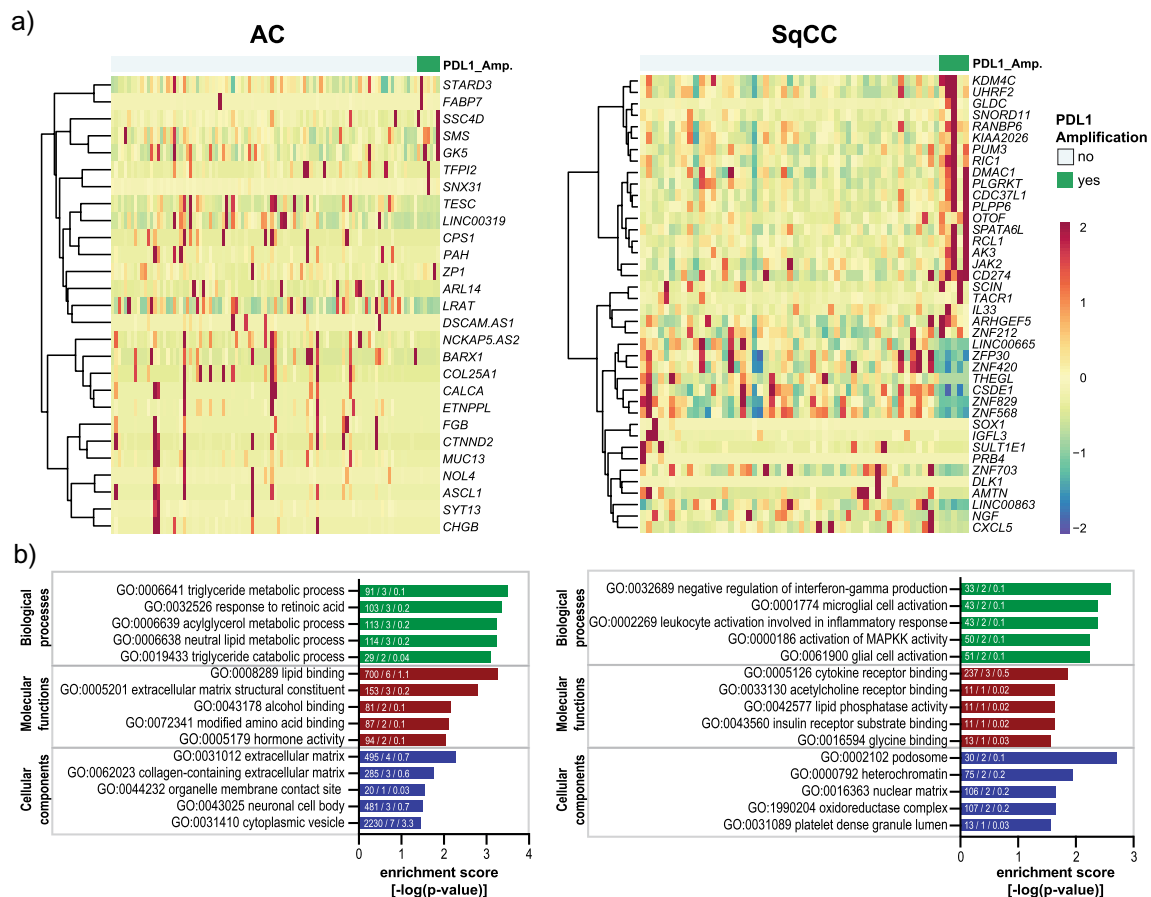 a)
AC
PDL1_Amp.
STARD3
FABP7
SSC4D
SMS
GK5
TFPI2
SNX31
TESC
LINC00319
CPS1
PAH
ZP1
ARL14
LRAT
DSCAM.AS1
NCKAP5.AS2
BARX1
COL25A1
CALCA
ETNPPL
FGB
CTNND2
MUC13
NOL4
ASCL1
SYT13
CHGB
SqCC
PDL1_Amp.
KDM4C
UHRF2
GLDC
SNORD11
RANBP6
KIAA2026
PUM3
RIC1
DMAC1
PLGRKT
CDC37L1
PLPP6
OTOF
SPATA6L
RCL1
AK3
JAK2
CD274
SCIN
TACR1
IL33
ARHGEF5
ZNF212
LINC00665
ZFP30
ZNF420
THEGL
CSDE1
ZNF829
ZNF568
SOX1
IGFL3
SULT1E1
PRB4
ZNF703
DLK1
AMTN
LINC00863
NGF
CXCL5
PDL1
Amplification
no
yes
2
1
0
−1
−2
b)
Biological
processes
GO:0006641 triglyceride metabolic process 91 / 3 / 0.1
GO:0032526 response to retinoic acid 103 / 3 / 0.2
GO:0006639 acylglycerol metabolic process 113 / 3 / 0.2
GO:0006638 neutral lipid metabolic process 114 / 3 / 0.2
GO:0019433 triglyceride catabolic process 29 / 2 / 0.04
Molecular
functions
GO:0008289 lipid binding 700 / 6 / 1.1
GO:0005201 extracellular matrix structural constituent 153 / 3 / 0.2
GO:0043178 alcohol binding 81 / 2 / 0.1
GO:0072341 modified amino acid binding 87 / 2 / 0.1
GO:0005179 hormone activity 94 / 2 / 0.1
Cellular
components
GO:0031012 extracellular matrix 495 / 4 / 0.7
GO:0062023 collagen-containing extracellular matrix 285 / 3 / 0.6
GO:0044232 organelle membrane contact site 20 / 1 / 0.03
GO:0043025 neuronal cell body 481 / 3 / 0.7
GO:0031410 cytoplasmic vesicle 2230 / 7 / 3.3
0 1 2 3 4
enrichment score
[-log(p-value)]
Biological
processes
GO:0032689 negative regulation of interferon-gamma production 33 / 2 / 0.1
GO:0001774 microglial cell activation 43 / 2 / 0.1
GO:0002269 leukocyte activation involved in inflammatory response 43 / 2 / 0.1
GO:0000186 activation of MAPKK activity 50 / 2 / 0.1
GO:0061900 glial cell activation 51 / 2 / 0.1
Molecular
functions
GO:0005126 cytokine receptor binding 237 / 3 / 0.5
GO:0033130 acetylcholine receptor binding 11 / 1 / 0.02
GO:0042577 lipid phosphatase activity 11 / 1 / 0.02
GO:0043560 insulin receptor substrate binding 11 / 1 / 0.02
GO:0016594 glycine binding 13 / 1 / 0.03
Cellular
components
GO:0002102 podosome 30 / 2 / 0.1
GO:0000792 heterochromatin 75 / 2 / 0.2
GO:0016363 nuclear matrix 106 / 2 / 0.2
GO:1990204 oxidoreductase complex 107 / 2 / 0.2
GO:0031089 platelet dense granule lumen 13 / 1 / 0.03
0 1 2 3
enrichment score
[-log(p-value)]